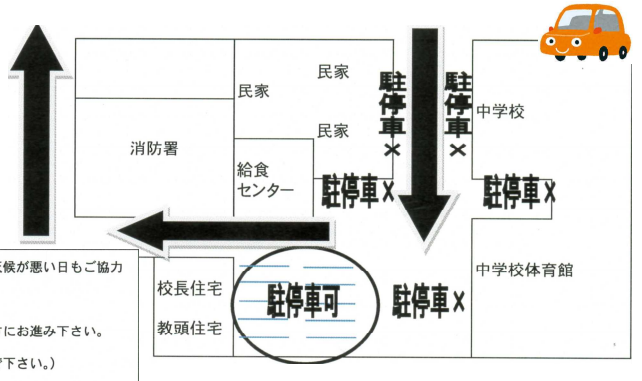 民家
民家
民家
駐停車×
駐停車×
中学校
消防署
給食
センター
駐停車×
駐停車×
候が悪い日もご協力
校長住宅
教頭住宅
駐停車可
駐停車×
中学校体育館
にお進み下さい。
下さい。)